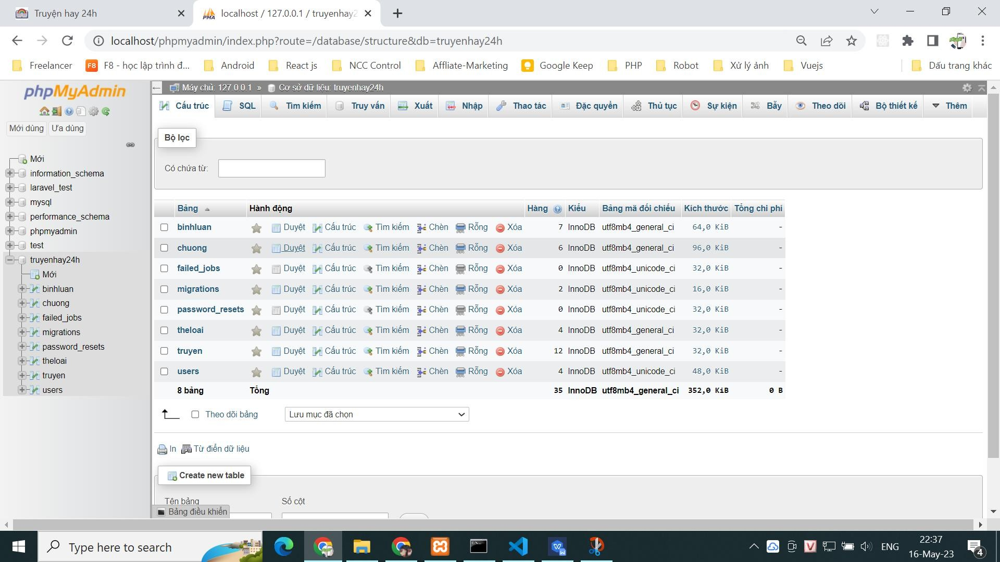 Truyện hay 24h
localhost / 127.0.0.1 / truyenhay2
localhost/phpmyadmin/index.php?route=/database/structure&db=truyenhay24h
Freelancer F8 F8 - học lập trình đ... Android React js NCC Control Affliate-Marketing Google Keep PHP Robot Xử lý ảnh Vuejs Dấu trang khác
phpMyAdmin
Mới dùng Ưa dùng
Mới
information_schema
laravel_test
mysql
performance_schema
phpmyadmin
test
truyenhay24h
Mới
binhluan
chuong
failed_jobs
migrations
password_resets
theloai
truyen
users
Máy chủ: 127.0.0.1 » Cơ sở dữ liệu: truyenhay24h
Cấu trúc SQL Tìm kiếm Truy vấn Xuất Nhập Thao tác Đặc quyền Thủ tục Sự kiện Bẫy Theo dõi Bộ thiết kế Thêm
Bộ lọc
Có chứa từ:
Bảng Hành động Hàng Kiểu Bảng mã đối chiếu Kích thước Tổng chi phí
binhluan Duyệt Cấu trúc Tìm kiếm Chèn Rỗng Xóa 7 InnoDB utf8mb4_general_ci 64,0 KiB -
chuong Duyệt Cấu trúc Tìm kiếm Chèn Rỗng Xóa 6 InnoDB utf8mb4_general_ci 96,0 KiB -
failed_jobs Duyệt Cấu trúc Tìm kiếm Chèn Rỗng Xóa 0 InnoDB utf8mb4_unicode_ci 32,0 KiB -
migrations Duyệt Cấu trúc Tìm kiếm Chèn Rỗng Xóa 2 InnoDB utf8mb4_unicode_ci 16,0 KiB -
password_resets Duyệt Cấu trúc Tìm kiếm Chèn Rỗng Xóa 0 InnoDB utf8mb4_unicode_ci 32,0 KiB -
theloai Duyệt Cấu trúc Tìm kiếm Chèn Rỗng Xóa 4 InnoDB utf8mb4_general_ci 32,0 KiB -
truyen Duyệt Cấu trúc Tìm kiếm Chèn Rỗng Xóa 12 InnoDB utf8mb4_general_ci 32,0 KiB -
users Duyệt Cấu trúc Tìm kiếm Chèn Rỗng Xóa 4 InnoDB utf8mb4_unicode_ci 48,0 KiB -
8 bảng Tổng 35 InnoDB utf8mb4_general_ci 352,0 KiB 0 B
Theo dõi bảng Lưu mục đã chọn
In Từ điển dữ liệu
Create new table
Tên bảng Số cột
Bảng điều khiển
Type here to search
ENG
22:37
16-May-23
4